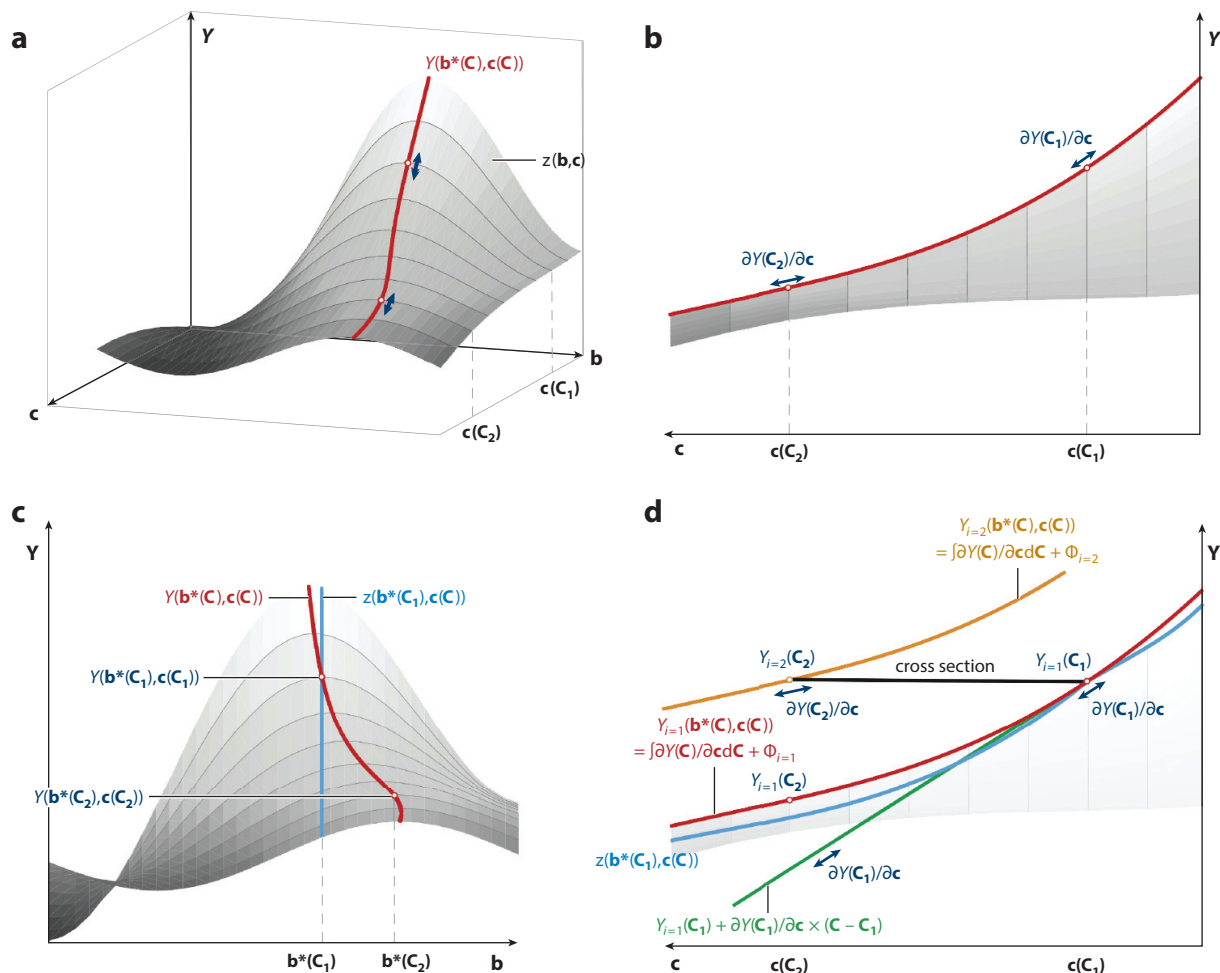 a
Y
Y(b*(C),c(C))
z(b,c)
b
c(C₁)
c
c(C₂)
b
Y
∂Y(C₁)/∂c
∂Y(C₂)/∂c
c
c(C₂)
c(C₁)
c
Y
Y(b*(C),c(C))
z(b*(C₁),c(C))
Y(b*(C₁),c(C₁))
Y(b*(C₂),c(C₂))
b*(C₁)
b*(C₂)
b
d
Y
Yᵢ₌₂(b*(C),c(C))
= ∫∂Y(C)/∂cdC + Φᵢ₌₂
Yᵢ₌₂(C₂)
cross section
Yᵢ₌₁(C₁)
∂Y(C₂)/∂c
∂Y(C₁)/∂c
Yᵢ₌₁(b*(C),c(C))
= ∫∂Y(C)/∂cdC + Φᵢ₌₁
Yᵢ₌₁(C₂)
z(b*(C₁),c(C))
∂Y(C₁)/∂c
Yᵢ₌₁(C₁) + ∂Y(C₁)/∂c × (C – C₁)
c
c(C₂)
c(C₁)